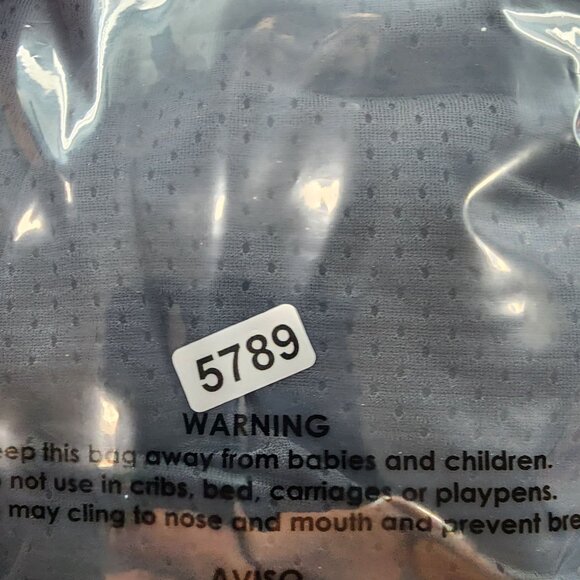 5789
WARNING
eep this bag away from babies and children.
not use in cribs, bed, carriages or playpens.
may cling to nose and mouth and prevent bre
AVISO